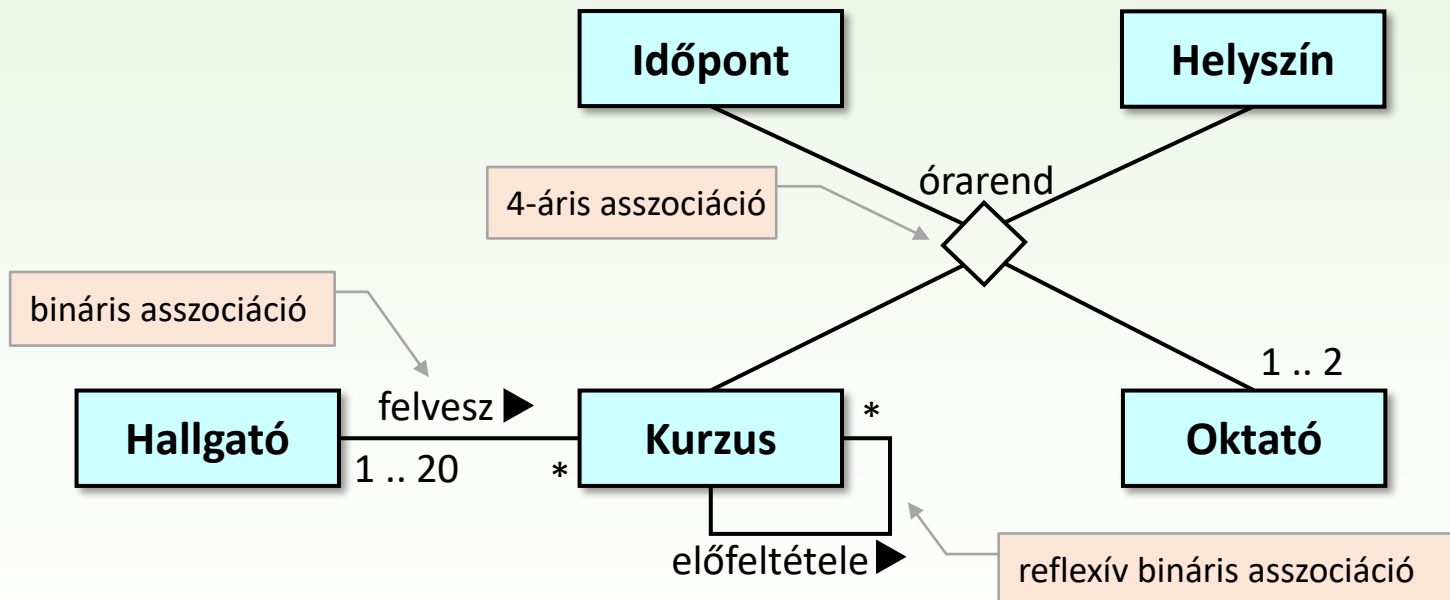 Időpont
Helyszín
órarend
4-áris asszociáció
bináris asszociáció
1 .. 2
felvesz ▶
*
Hallgató
Kurzus
Oktató
1 .. 20
*
előfeltétele ▶
reflexív bináris asszociáció